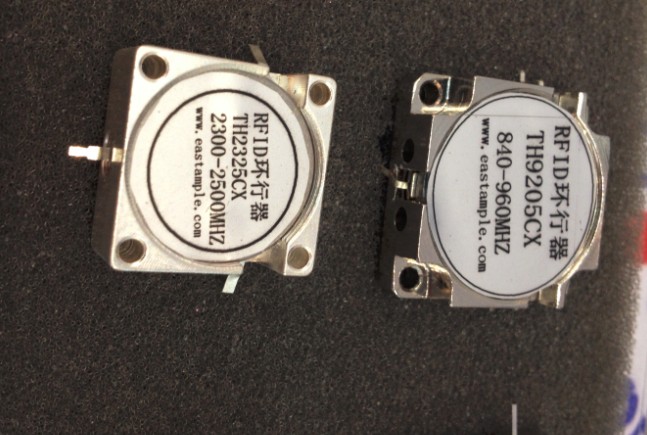 RFID环行器
TH2325CX
2300-2500MHZ
www.eastample.com
RFID环行器
TH9205CX
840-960MHZ
www.eastample.com